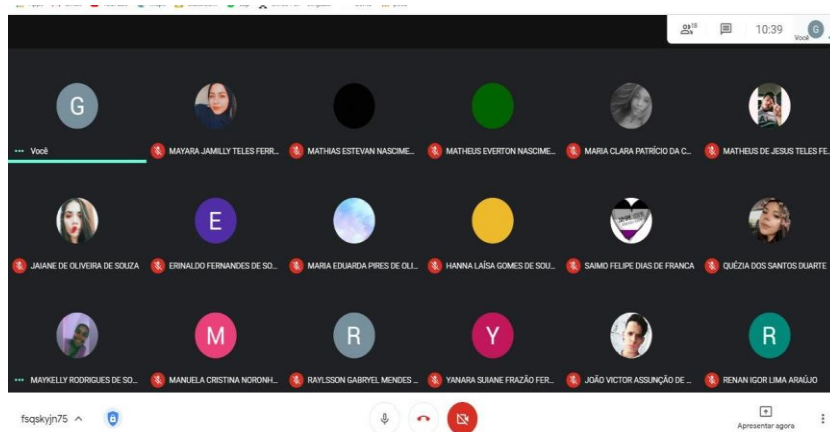 18
10:39
Você
G
G
Você
MAYARA JAMILLY TELES FERR...
MATHIAS ESTEVAN NASCIME...
MATHEUS EVERTON NASCIME...
MARIA CLARA PATRÍCIO DA C...
MATHEUS DE JESUS TELES FE...
E
JAIANE DE OLIVEIRA DE SOUZA
ERINALDO FERNANDES DE SO...
MARIA EDUARDA PIRES DE OLI...
HANNA LAÍSA GOMES DE SOU...
SAIMO FELIPE DIAS DE FRANCA
QUÉZIA DOS SANTOS DUARTE
M
R
Y
R
MAYKELLY RODRIGUES DE SO...
MANUELA CRISTINA NORONH...
RAYLSSON GABRYEL MENDES ...
YANARA SUIANE FRAZÃO FER...
JOÃO VICTOR ASSUNÇÃO DE ...
RENAN IGOR LIMA ARAÚJO
fsqskyjn75
Apresentar agora